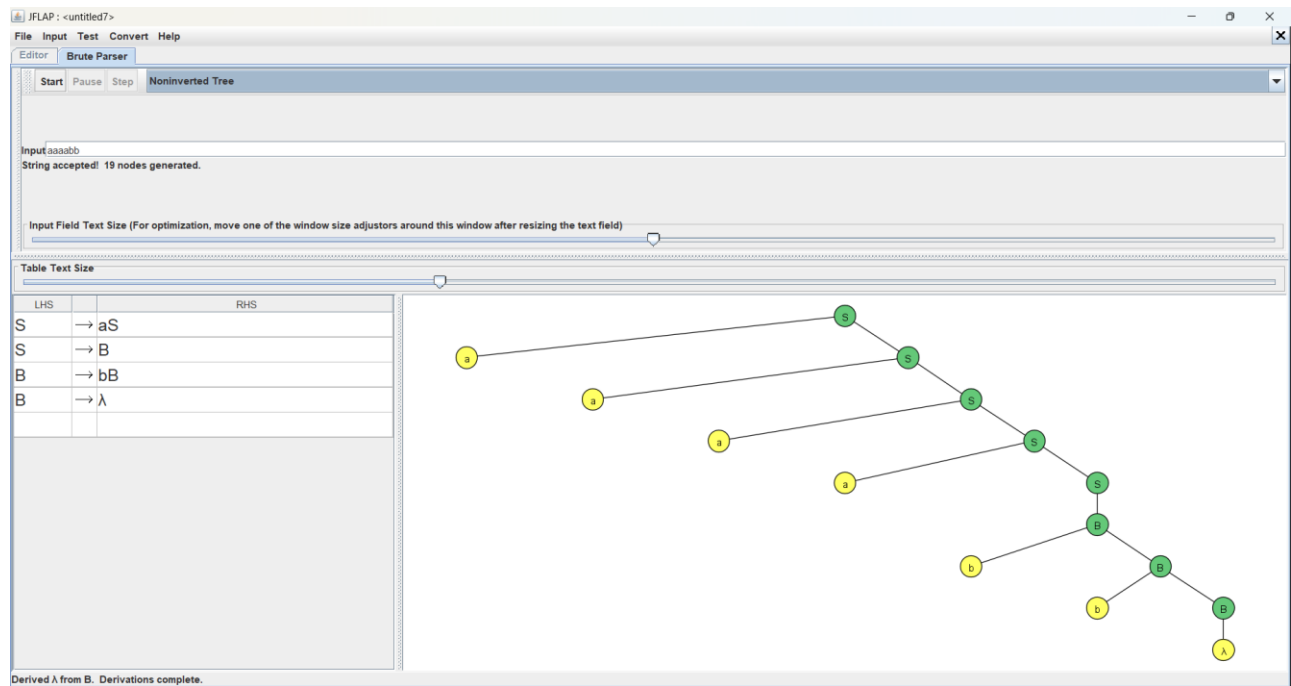 JFLAP : <untitled7>
File Input Test Convert Help
Editor Brute Parser
Start Pause Step Noninverted Tree
Input aaaabb
String accepted! 19 nodes generated.
Input Field Text Size (For optimization, move one of the window size adjustors around this window after resizing the text field)
Table Text Size
LHS RHS
S → aS
S → B
B → bB
B → λ
S
a S
a S
a S
a S
B
b B
b B
λ
Derived λ from B. Derivations complete.